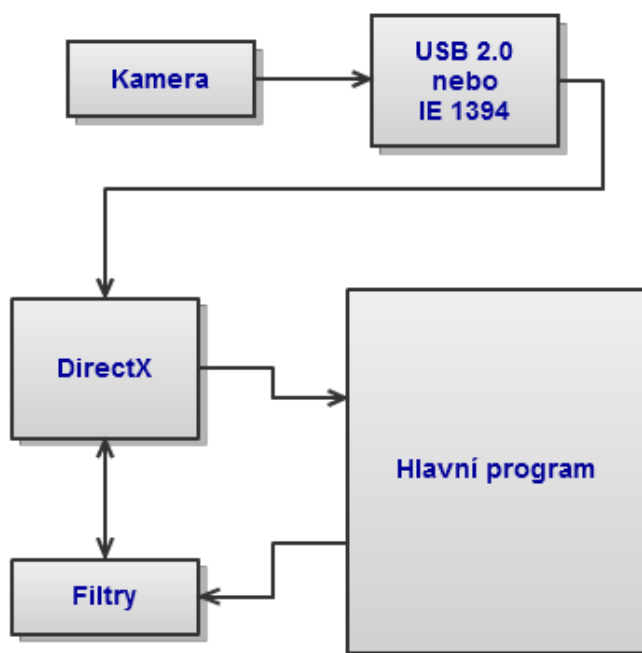 Kamera
USB 2.0
nebo
IE 1394
DirectX
Hlavní program
Filtry